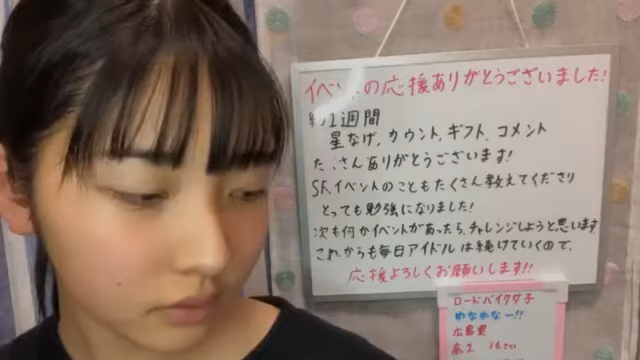 イベントの応援ありがとうございました!
約1週間
星なげ、カウント、ギフト、コメント
たくさんありがとうございます!
SR、イベントのこともたくさん教えてくださり
とっても勉強になりました!
次も何かイベントがあったら、チャレンジしようと思います。
これからも毎日アイドルは続けていくので、
応援よろしくお願いします!!
ロードバイク女子
ゆなかなー!!
広島県
高1 16さい